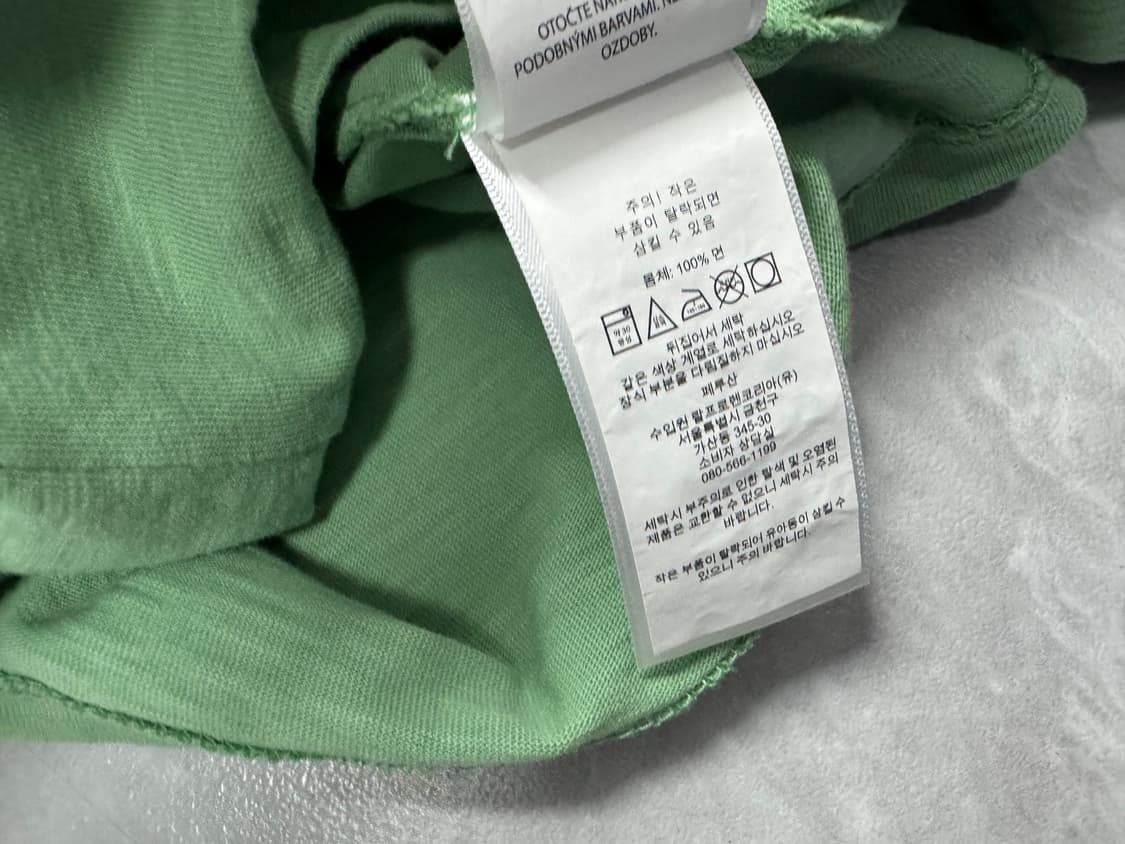 OTOČTE
PODOBNÝMI BARVAMI.
OZDOBY.
주의| 작은
부품이 탈락되면
삼킬 수 있음
몸체: 100% 면
약 30
중성
뒤집어서 세탁
같은 색상 계열로 세탁하십시오
장식 부분을 다림질하지 마십시오
페루산
수입원 랄프로렌코리아(유)
서울특별시 금천구
가산동 345-30
소비자 상담실
080-566-1199
세탁시 부주의로 인한 탈색 및 오염된
제품은 교환할 수 없으니 세탁시 주의
바랍니다.
작은 부품이 탈락되어 유아동이 삼킬 수
있으니 주의 바랍니다.